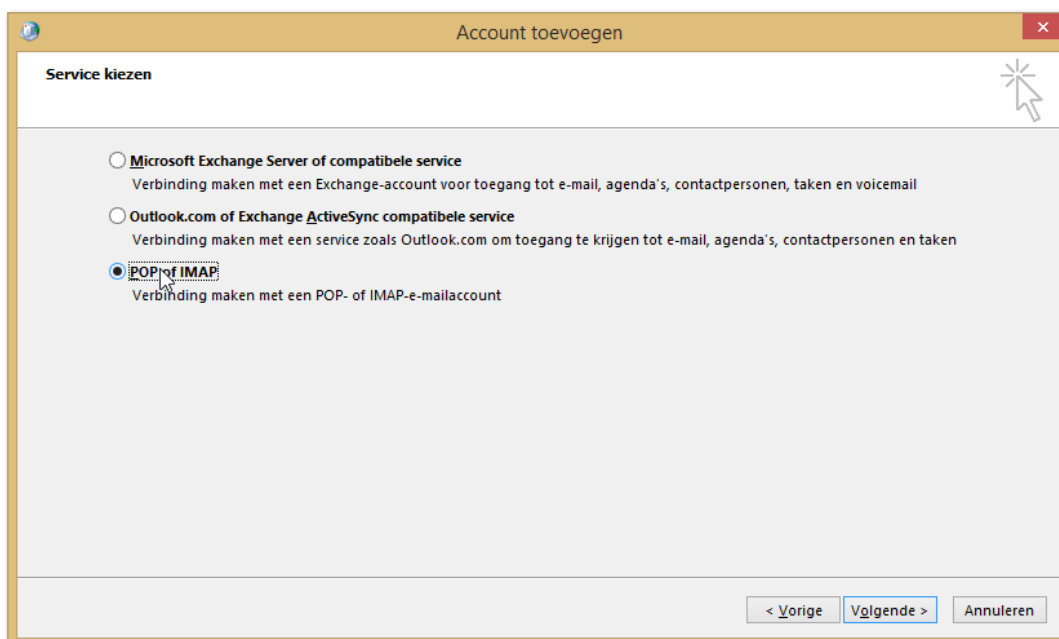 Account toevoegen
Service kiezen
Microsoft Exchange Server of compatibele service
Verbinding maken met een Exchange-account voor toegang tot e-mail, agenda's, contactpersonen, taken en voicemail
Outlook.com of Exchange ActiveSync compatibele service
Verbinding maken met een service zoals Outlook.com om toegang te krijgen tot e-mail, agenda's, contactpersonen en taken
POP of IMAP
Verbinding maken met een POP- of IMAP-e-mailaccount
< Vorige Volgende > Annuleren